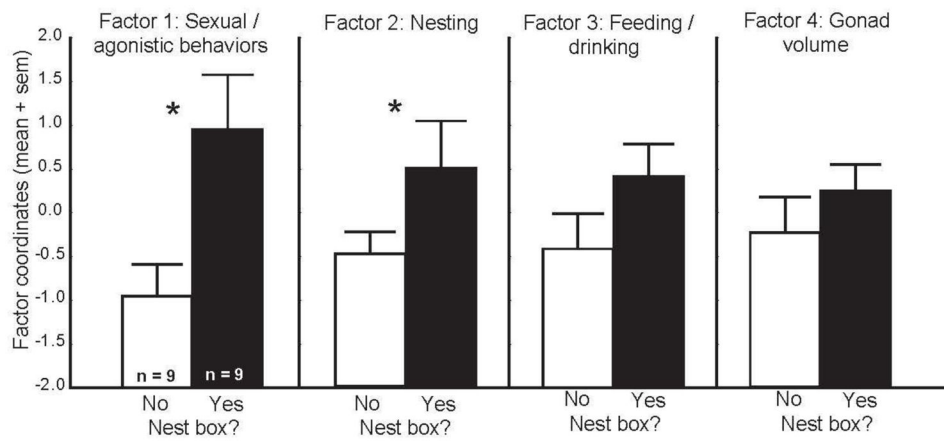 Factor 1: Sexual /
agonistic behaviors
Factor 2: Nesting
Factor 3: Feeding /
drinking
Factor 4: Gonad
volume
Factor coordinates (mean + sem)
2.0
1.5
1.0
0.5
0.0
-0.5
-1.0
-1.5
-2.0
*
*
n = 9 n = 9
No Yes
Nest box?
No Yes
Nest box?
No Yes
Nest box?
No Yes
Nest box?